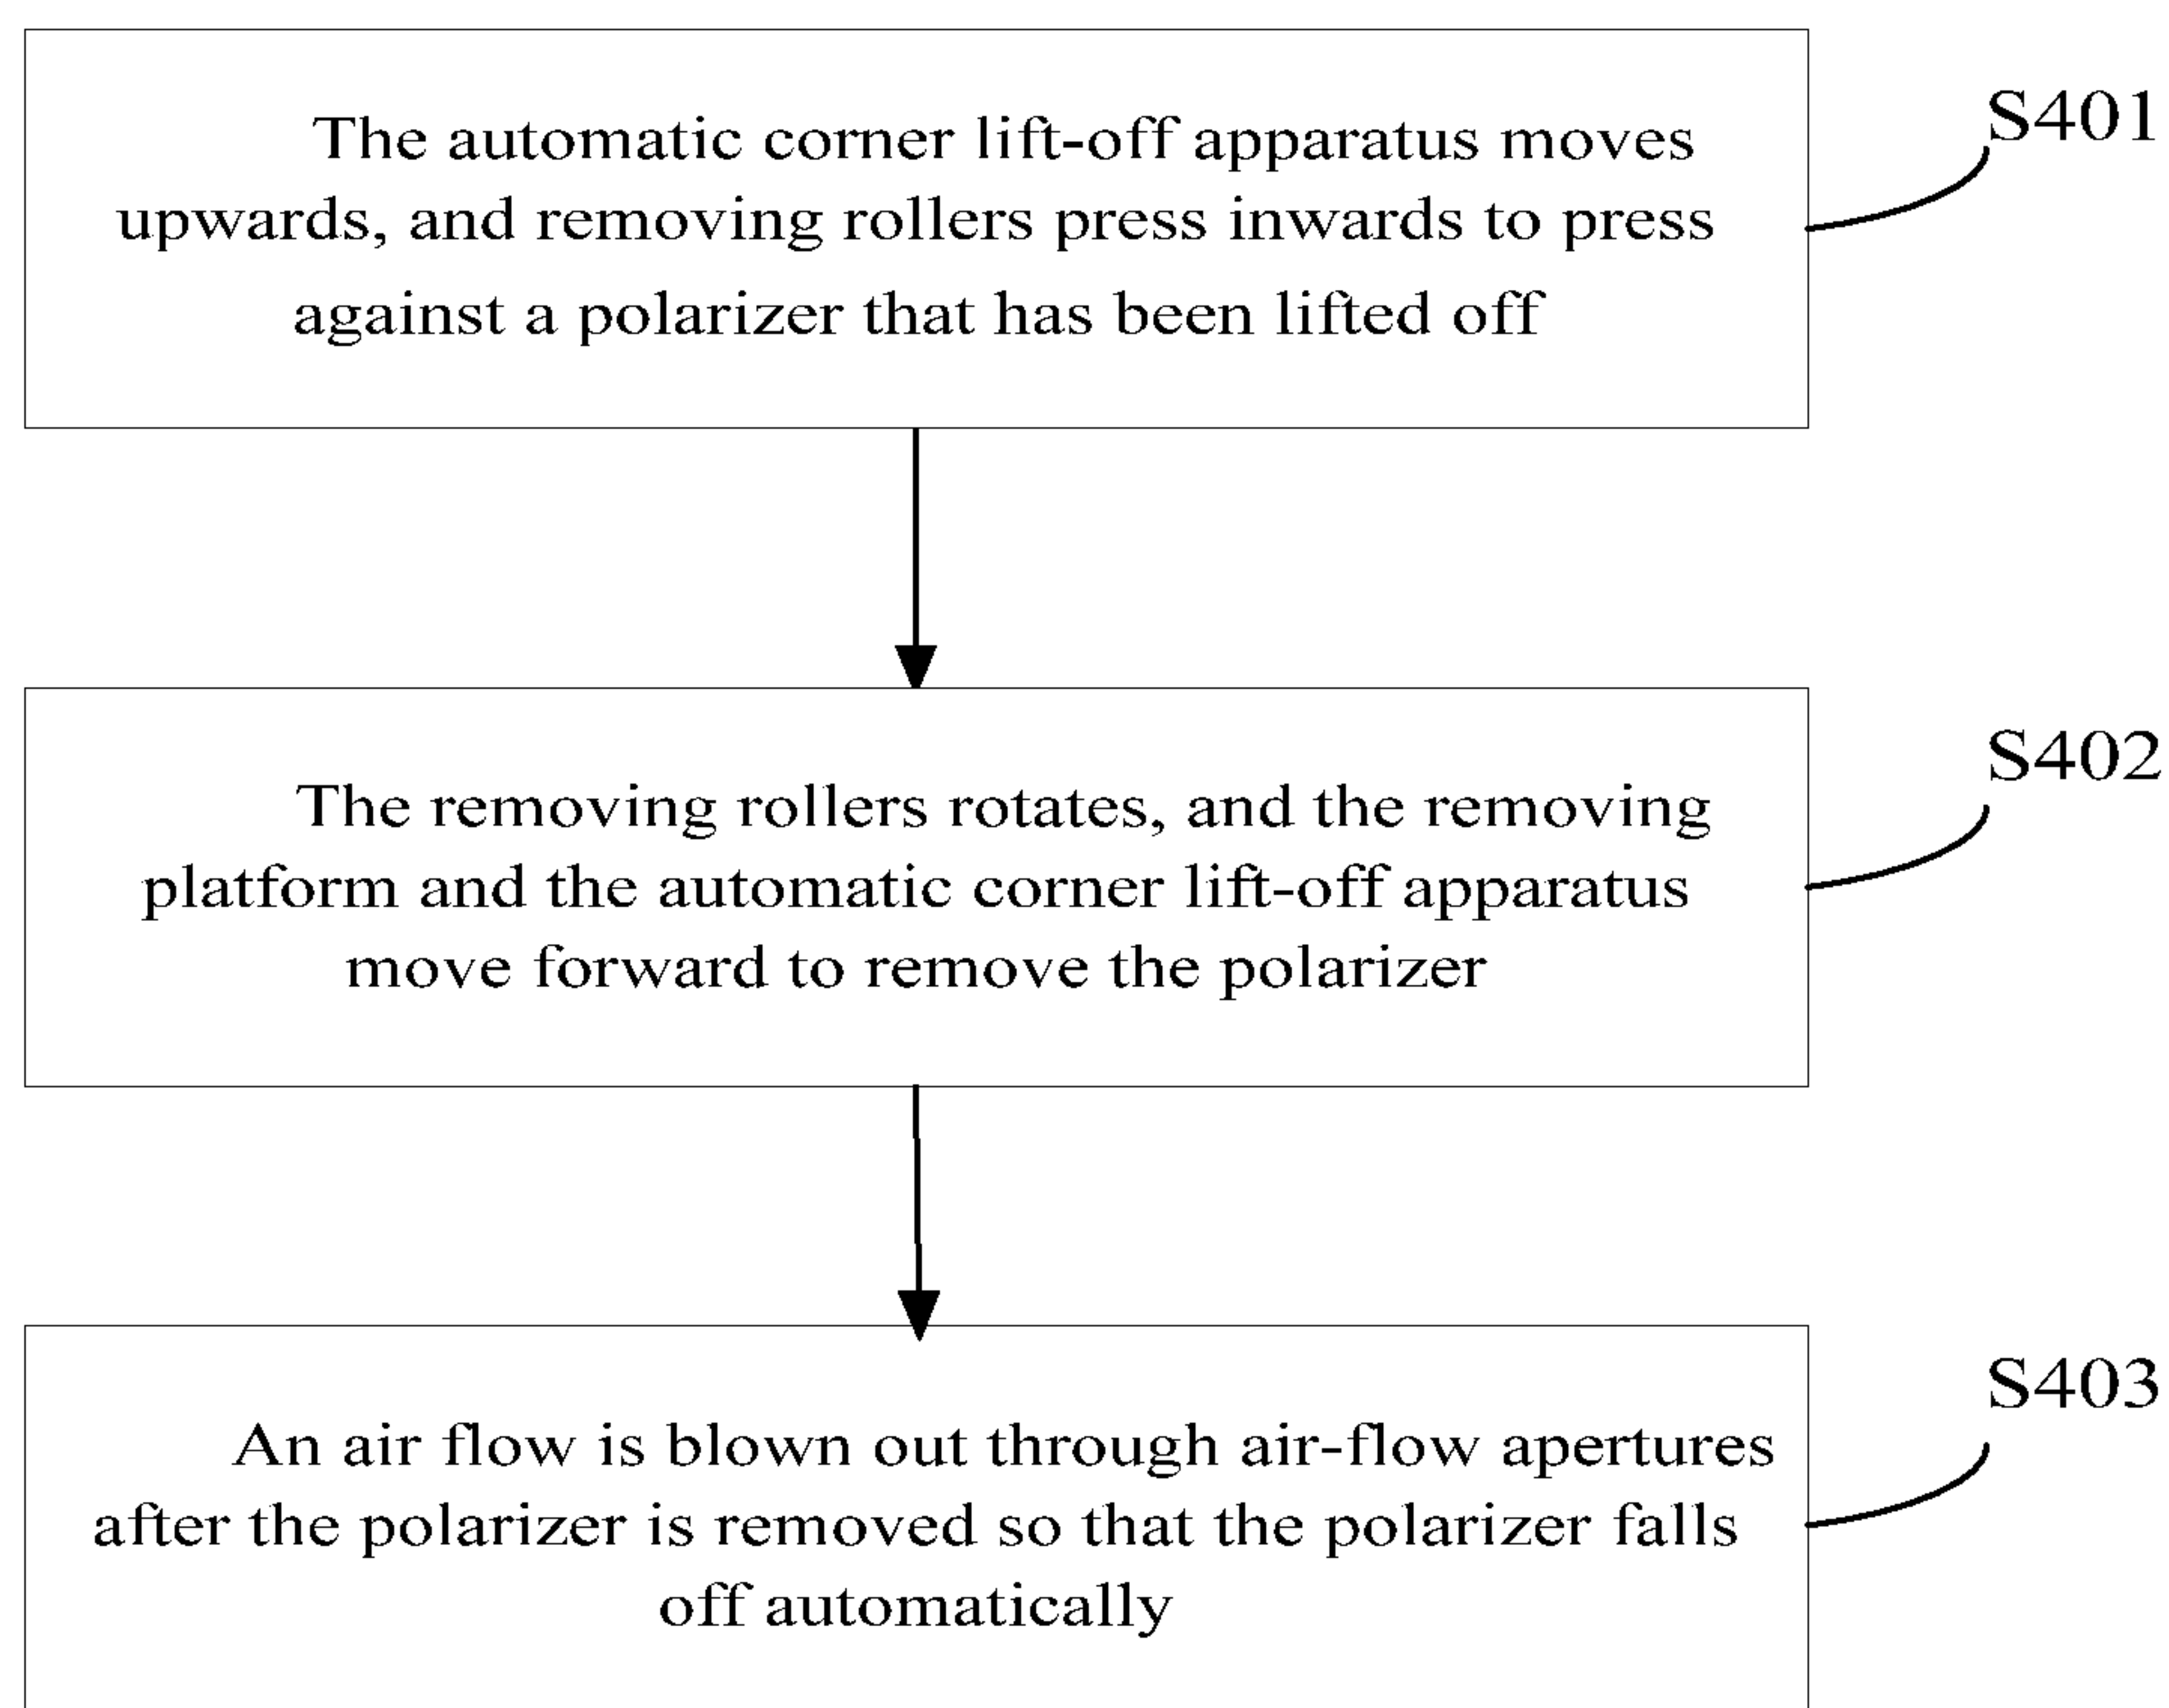 The automatic corner lift-off apparatus moves
upwards, and removing rollers press inwards to press
against a polarizer that has been lifted off
S401
The removing rollers rotates, and the removing
platform and the automatic corner lift-off apparatus
move forward to remove the polarizer
S402
An air flow is blown out through air-flow apertures
after the polarizer is removed so that the polarizer falls
off automatically
S403